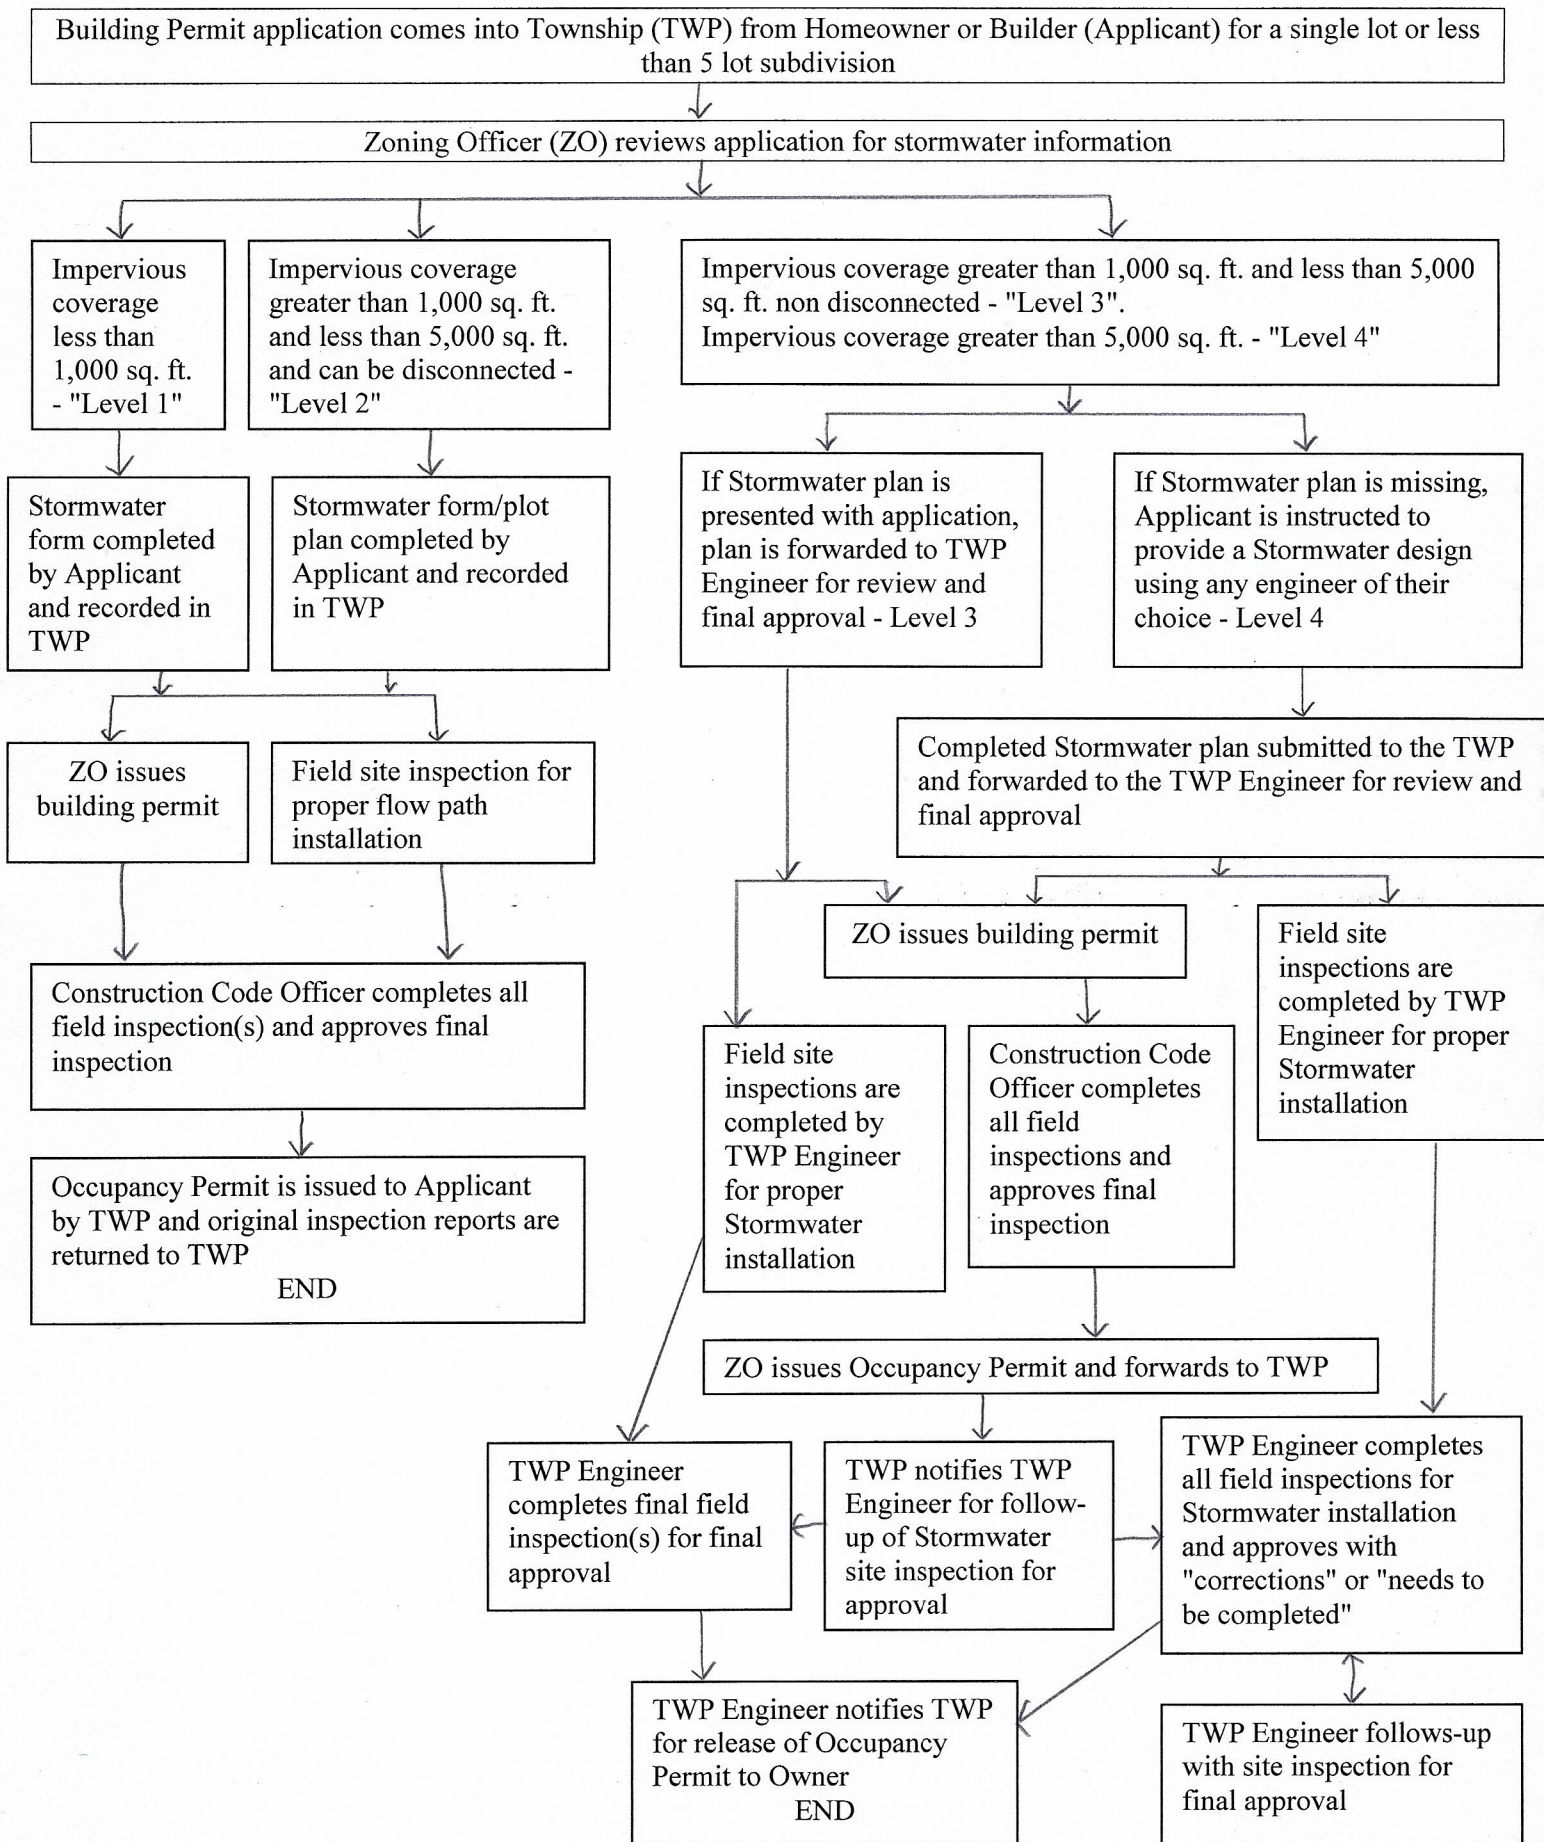 Building Permit application comes into Township (TWP) from Homeowner or Builder (Applicant) for a single lot or less
than 5 lot subdivision
Zoning Officer (ZO) reviews application for stormwater information
Impervious
coverage
less than
1,000 sq. ft.
- "Level 1"
Impervious coverage
greater than 1,000 sq. ft.
and less than 5,000 sq. ft.
and can be disconnected -
"Level 2"
Impervious coverage greater than 1,000 sq. ft. and less than 5,000
sq. ft. non disconnected - "Level 3".
Impervious coverage greater than 5,000 sq. ft. - "Level 4"
Stormwater
form completed
by Applicant
and recorded in
TWP
Stormwater form/plot
plan completed by
Applicant and recorded
in TWP
If Stormwater plan is
presented with application,
plan is forwarded to TWP
Engineer for review and
final approval - Level 3
If Stormwater plan is missing,
Applicant is instructed to
provide a Stormwater design
using any engineer of their
choice - Level 4
ZO issues
building permit
Field site inspection for
proper flow path
installation
Completed Stormwater plan submitted to the TWP
and forwarded to the TWP Engineer for review and
final approval
ZO issues building permit
Field site
inspections are
completed by TWP
Engineer for proper
Stormwater
installation
Construction Code Officer completes all
field inspection(s) and approves final
inspection
Field site
inspections are
completed by
TWP Engineer
for proper
Stormwater
installation
Construction Code
Officer completes
all field
inspections and
approves final
inspection
Occupancy Permit is issued to Applicant
by TWP and original inspection reports are
returned to TWP
END
ZO issues Occupancy Permit and forwards to TWP
TWP Engineer
completes final field
inspection(s) for final
approval
TWP notifies TWP
Engineer for follow-
up of Stormwater
site inspection for
approval
TWP Engineer completes
all field inspections for
Stormwater installation
and approves with
"corrections" or "needs to
be completed"
TWP Engineer notifies TWP
for release of Occupancy
Permit to Owner
END
TWP Engineer follows-up
with site inspection for
final approval